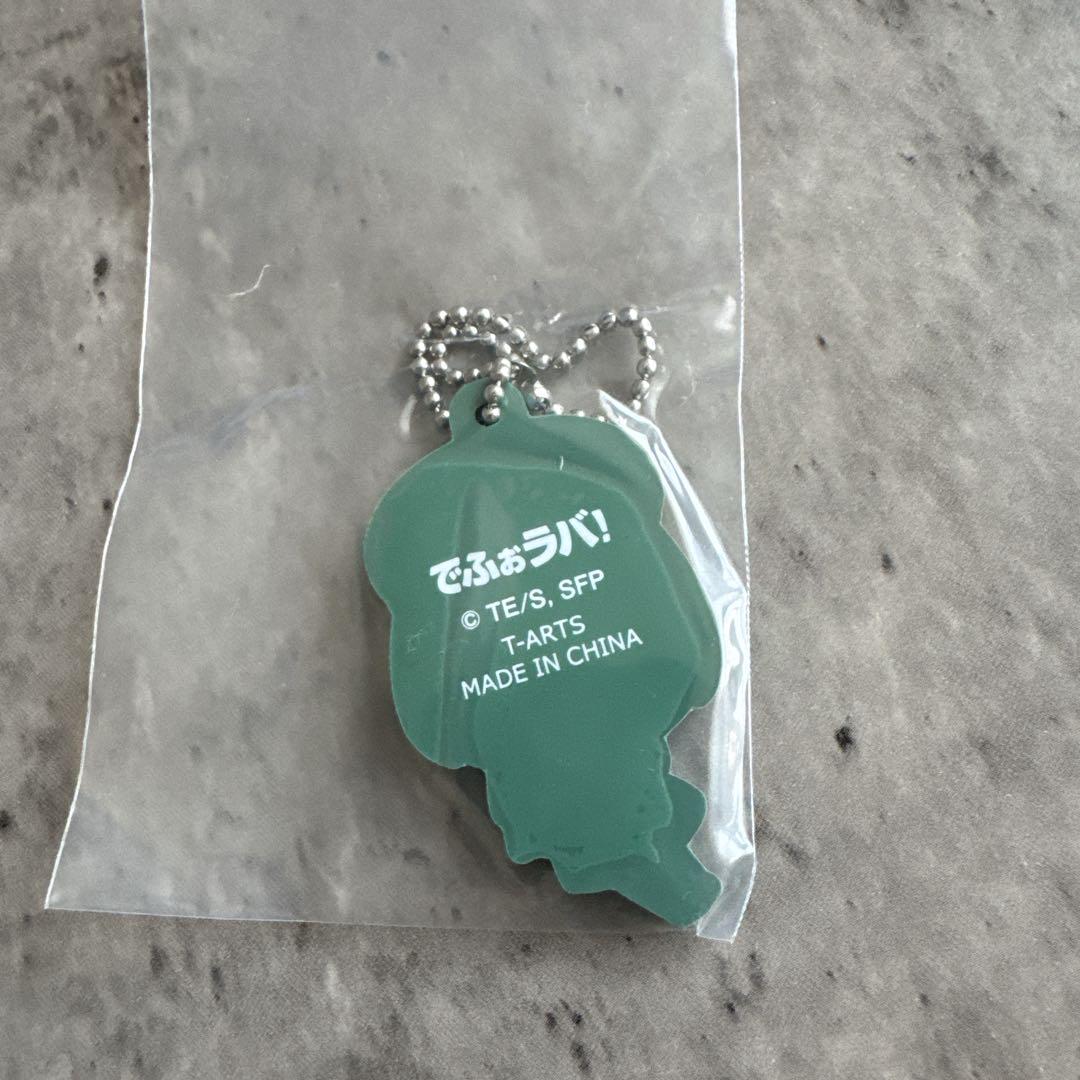 でふぉラバ!
© TE/S, SFP
T-ARTS
MADE IN CHINA